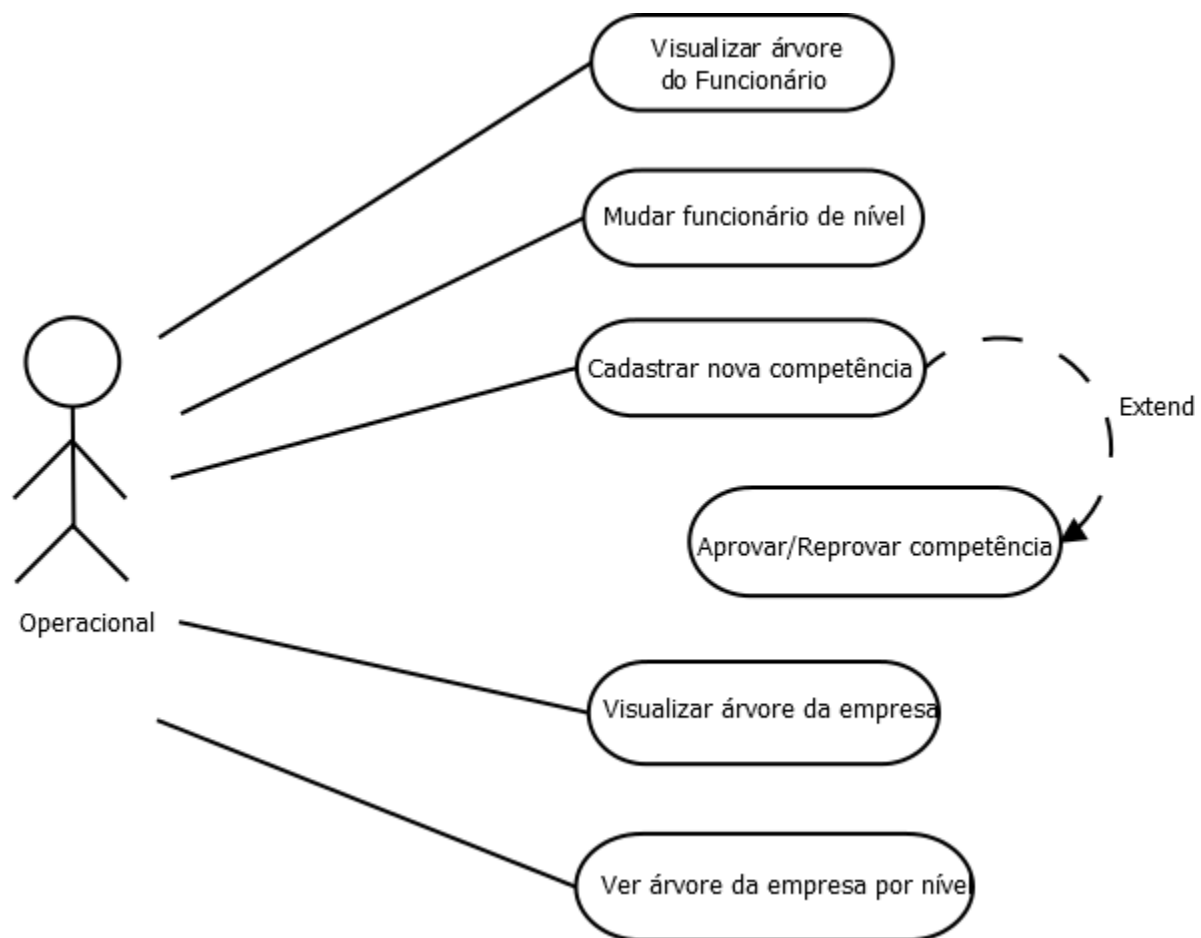 Visualizar árvore
do Funcionário
Mudar funcionário de nível
Cadastrar nova competência
Extend
Aprovar/Reprovar competência
Operacional
Visualizar árvore da empresa
Ver árvore da empresa por nível